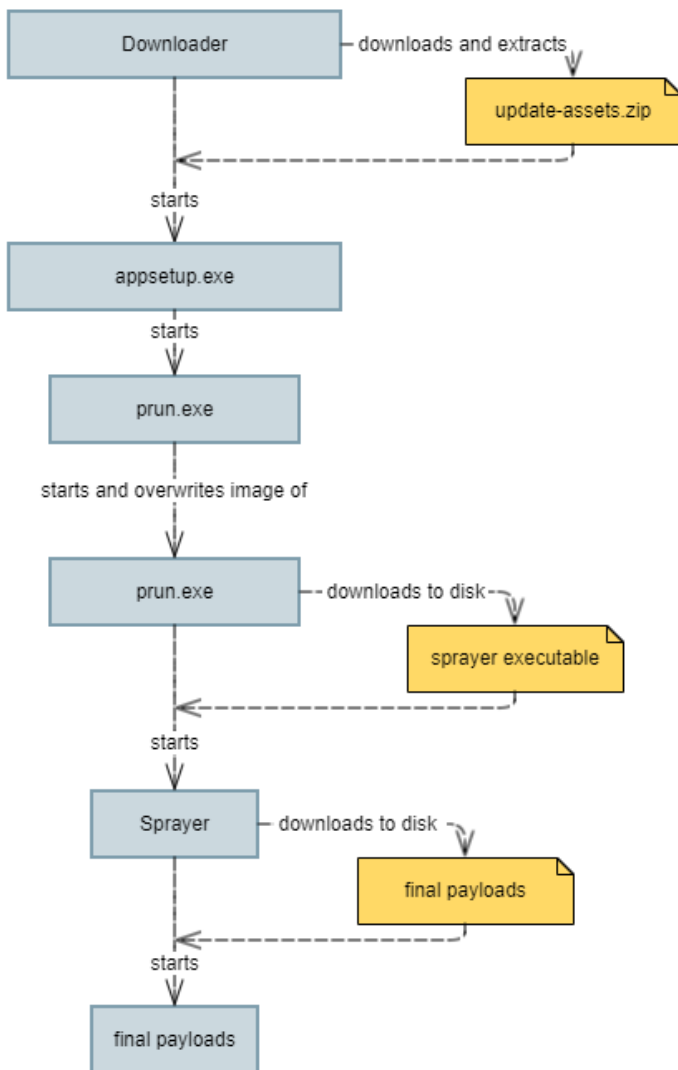 Downloader
downloads and extracts
update-assets.zip
starts
appsetup.exe
starts
prun.exe
starts and overwrites image of
prun.exe
downloads to disk
sprayer executable
starts
Sprayer
downloads to disk
final payloads
starts
final payloads